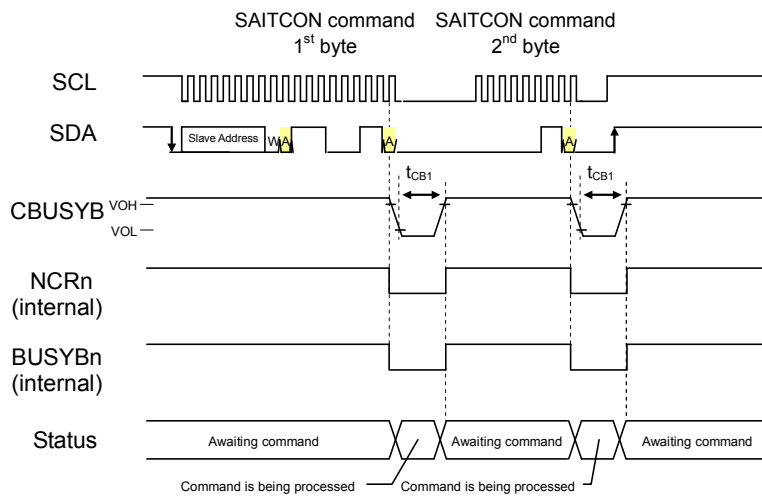 SAITCON command
1st byte
SAITCON command
2nd byte
SCL
SDA
Slave Address
W
A
A
A
tCB1
tCB1
CBUSYB
VOH
VOL
NCRn
(internal)
BUSYBn
(internal)
Status
Awaiting command
Awaiting command
Awaiting command
Command is being processed
Command is being processed